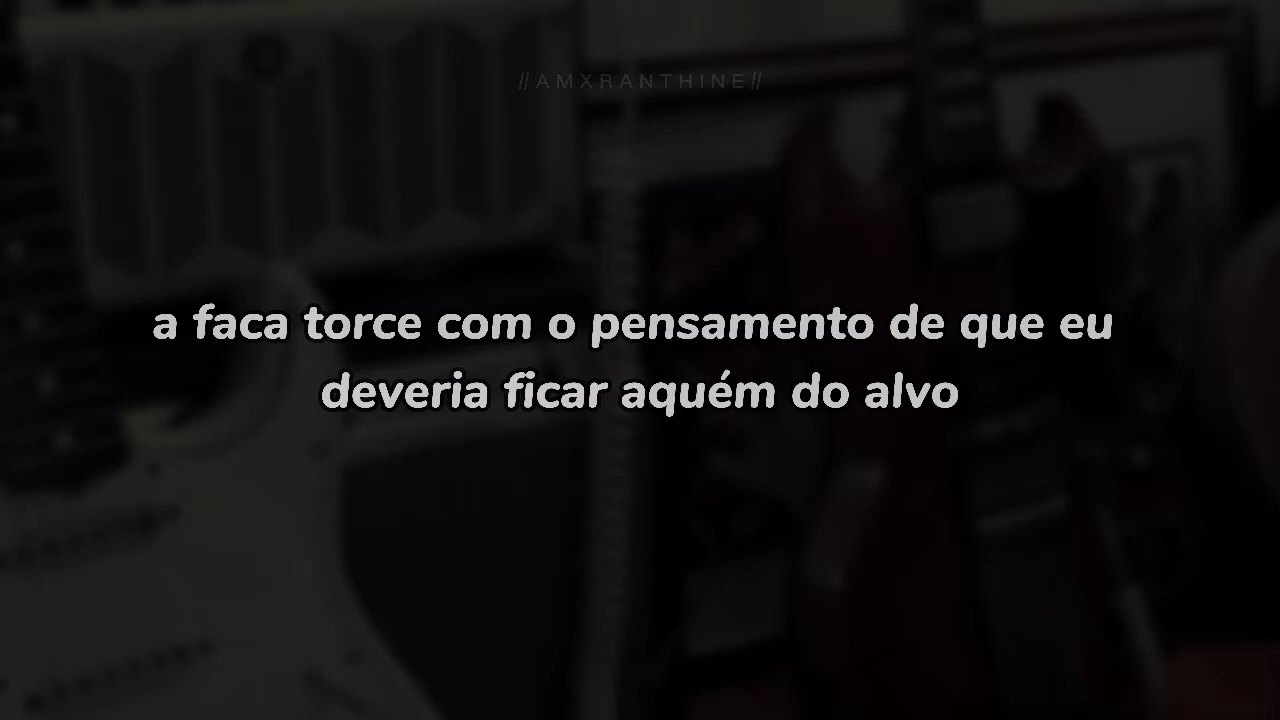 //AMXRANTHINE//
a faca torce com o pensamento de que eu
deveria ficar aquém do alvo